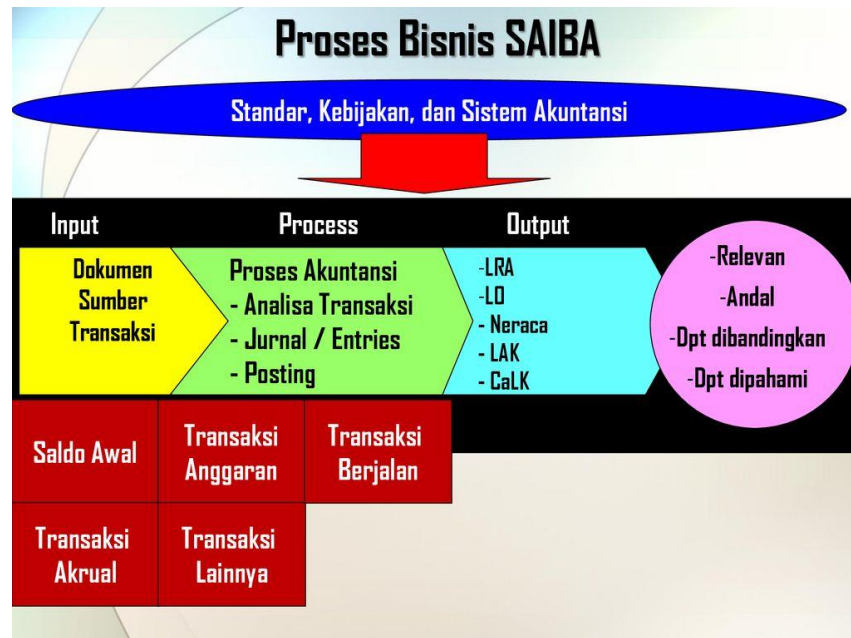 Proses Bisnis SAIBA
Standar, Kebijakan, dan Sistem Akuntansi
Input
Process
Output
Dokumen
Sumber
Transaksi
Proses Akuntansi
- Analisa Transaksi
- Jurnal / Entries
- Posting
-LRA
-LO
- Neraca
- LAK
- CaLK
-Relevan
-Andal
-Dpt dibandingkan
-Dpt dipahami
Saldo Awal
Transaksi
Anggaran
Transaksi
Berjalan
Transaksi
Akrual
Transaksi
Lainnya